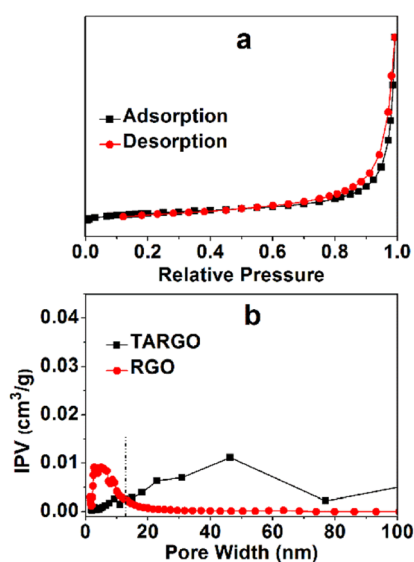 a
Adsorption
Desorption
0.0 0.2 0.4 0.6 0.8 1.0
Relative Pressure
b
0.04
0.03
0.02
0.01
0.00
IPV (cm³/g)
TARGO
RGO
0 20 40 60 80 100
Pore Width (nm)